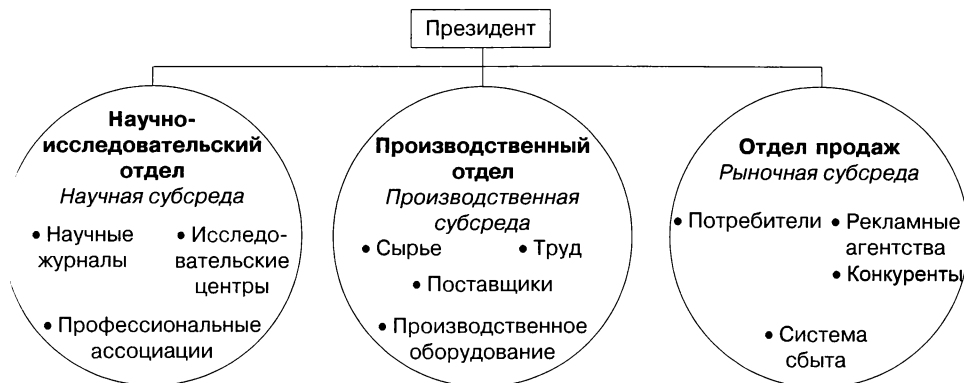 Президент
Научно-
исследовательский
отдел
Научная субсреда
• Научные
журналы
• Исследо-
вательские
центры
• Профессиональные
ассоциации
Производственный
отдел
Производственная
субсреда
• Сырье
• Труд
• Поставщики
• Производственное
оборудование
Отдел продаж
Рыночная субсреда
• Потребители
• Рекламные
агентства
• Конкуренты
• Система
сбыта